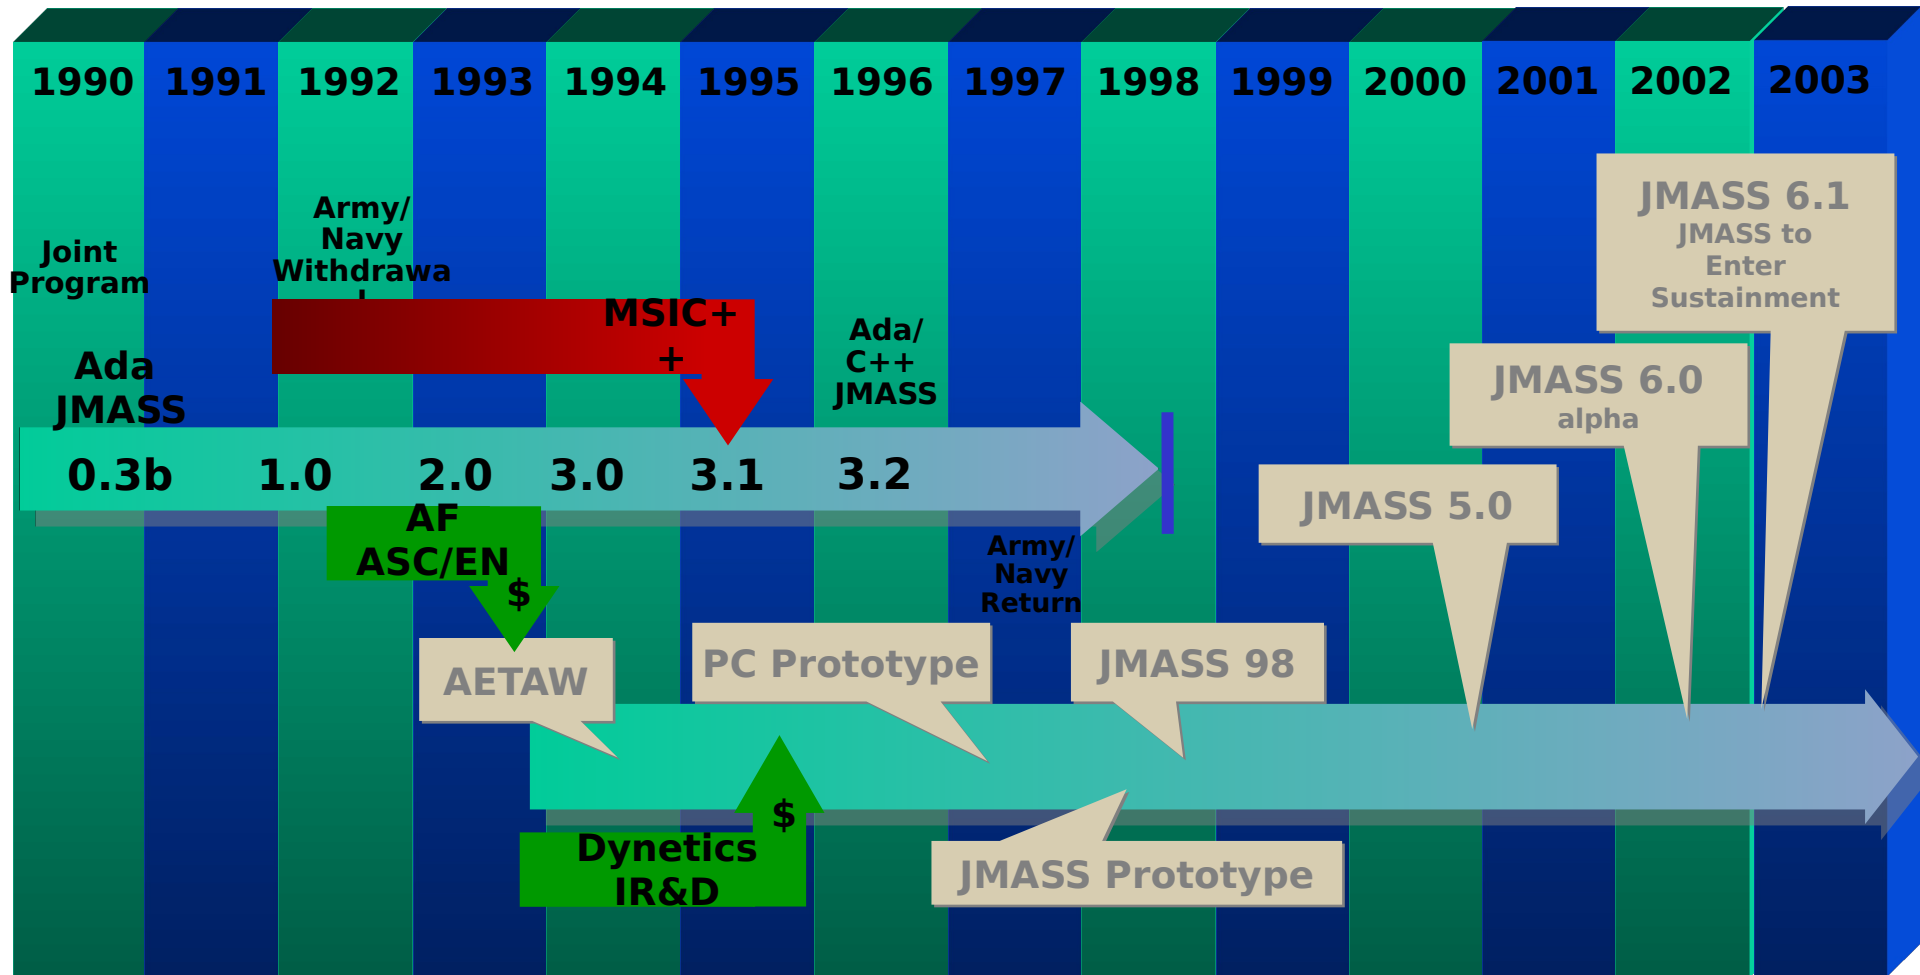 1990 1991 1992 1993 1994 1995 1996 1997 1998 1999 2000 2001 2002 2003
Joint
Program
Army/
Navy
Withdrawa
l
MSIC+
+
Ada
JMASS
Ada/
C++
JMASS
0.3b 1.0 2.0 3.0 3.1 3.2
AF
ASC/EN
$
Army/
Navy
Return
JMASS 6.1
JMASS to
Enter
Sustainment
JMASS 6.0
alpha
JMASS 5.0
AETAW
PC Prototype
JMASS 98
$
Dynetics
IR&D
JMASS Prototype